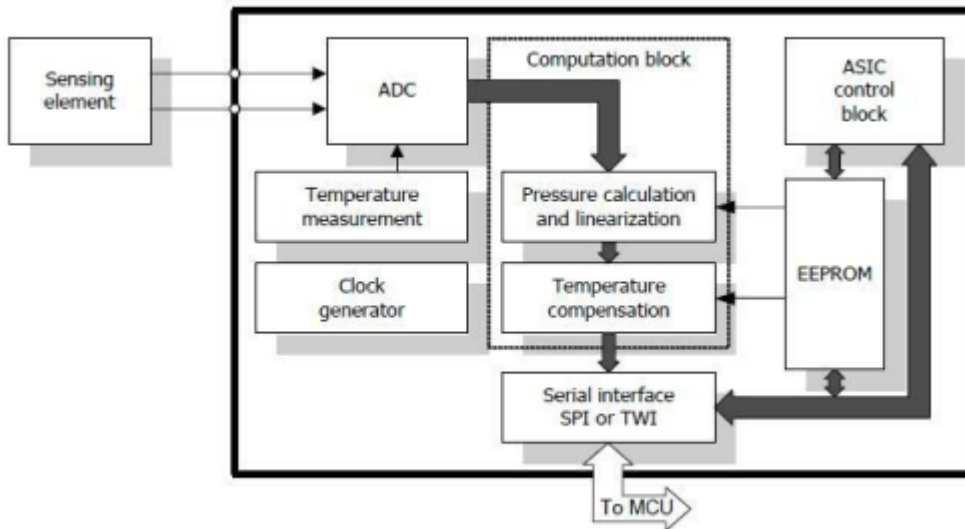 Sensing
element
ADC
Temperature
measurement
Clock
generator
Computation block
Pressure calculation
and linearization
Temperature
compensation
Serial interface
SPI or TWI
ASIC
control
block
EEPROM
To MCU